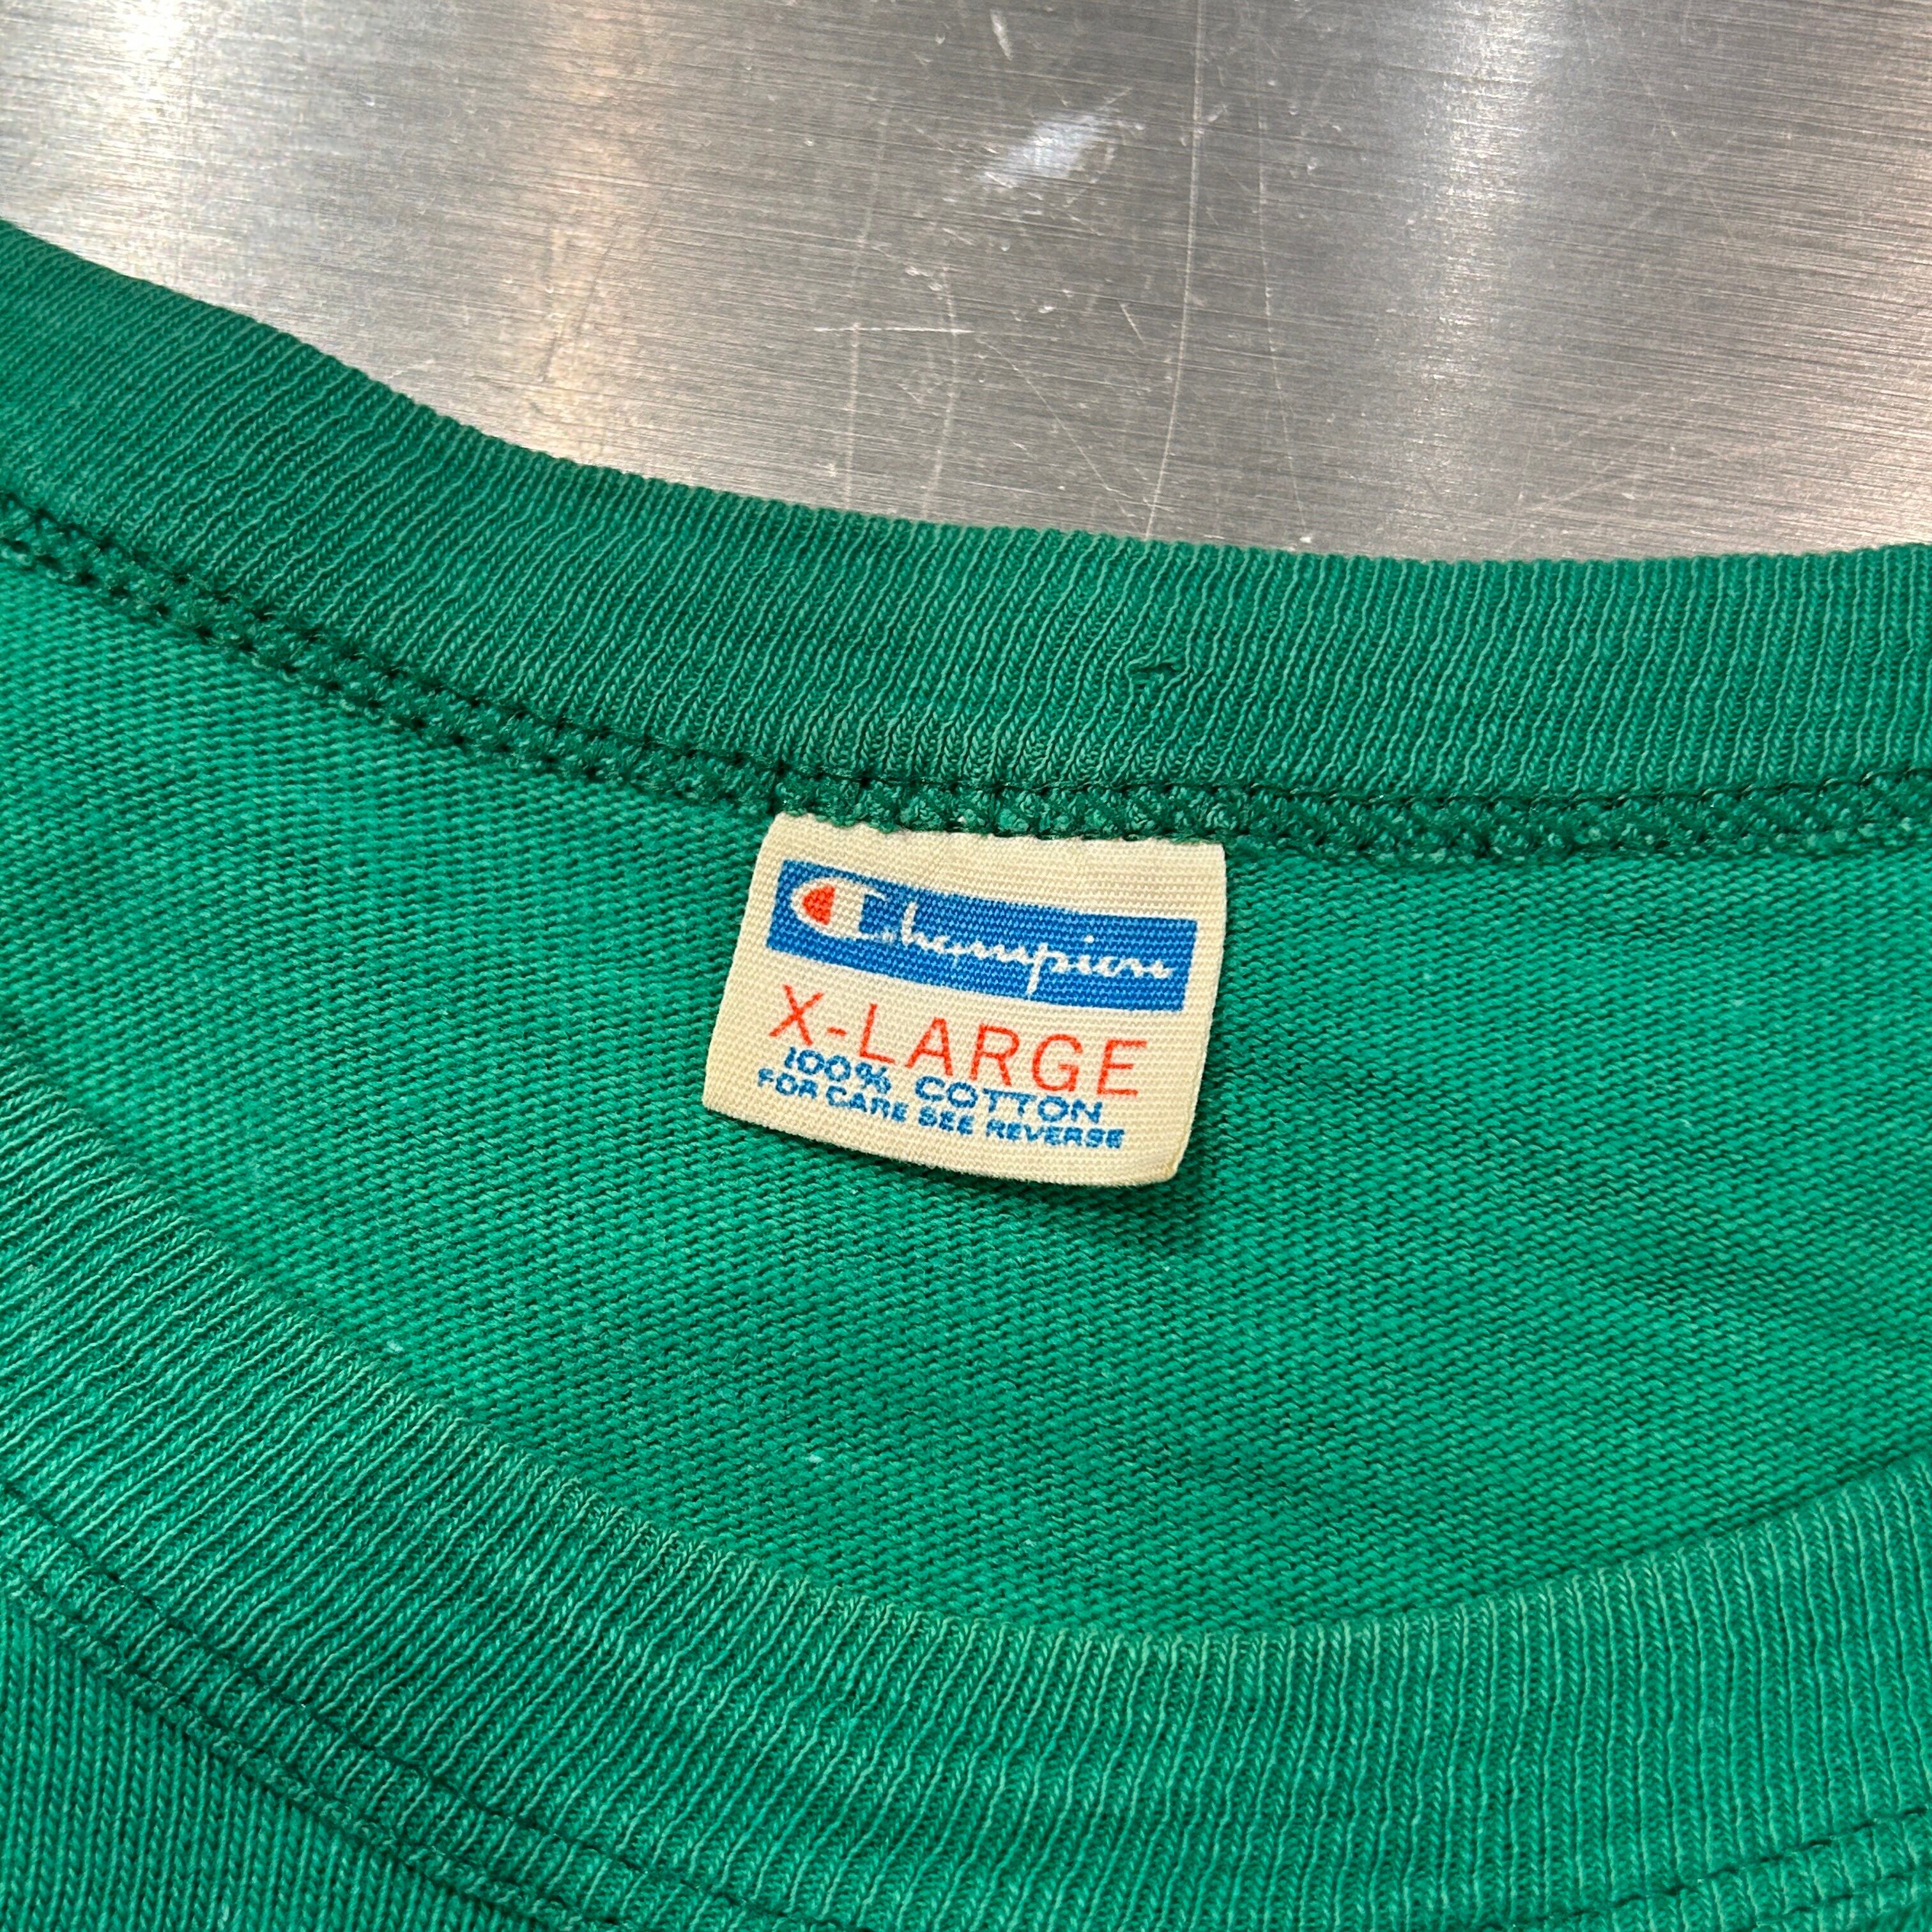 Champion
X-LARGE
100% COTTON
FOR CARE SEE REVERSE